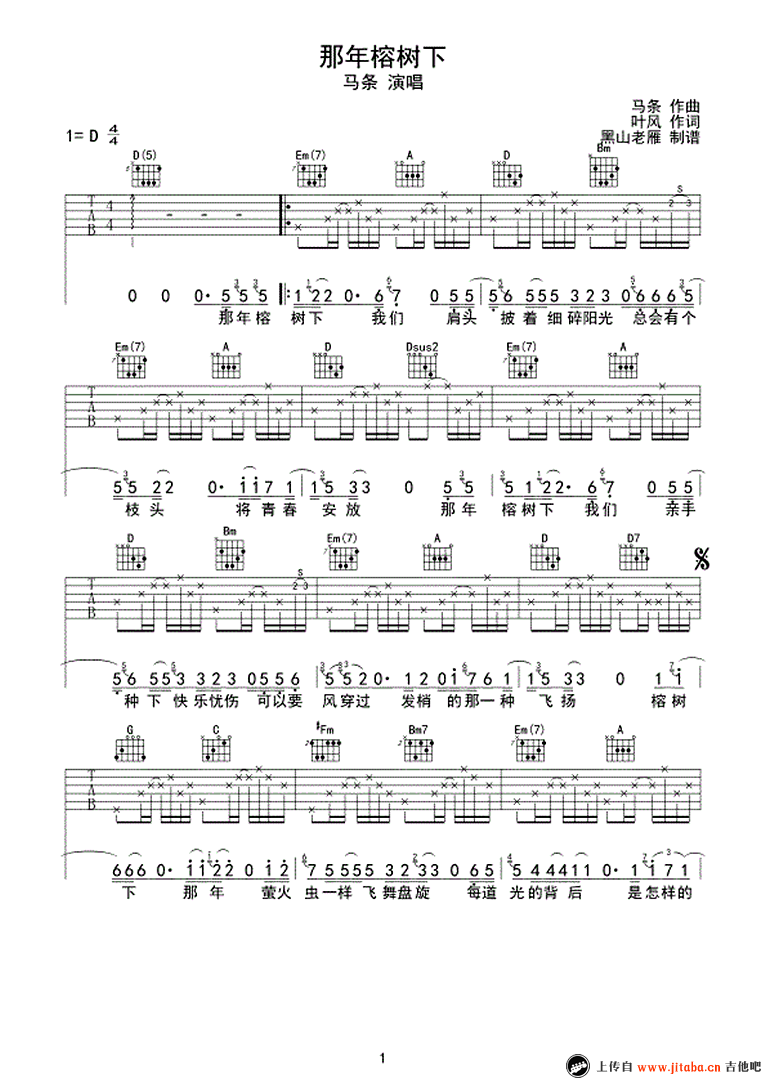 那年榕树下
马条 演唱
马条 作曲
叶风 作词
黑山老雁 制谱
1= D 4/4
D(5) Em(7) A D Bm
T A B 4 4 S 2 3
0 0 0· 5 5 5 1 2 2 0· 6 7 0 5 5 5 6 5 5 5 3 2 3 0 6 6 6 5
那年榕 树下 我们 肩头 披着 细碎阳光 总会有个
Em(7) A D Dsus2 Em(7) A
T A B
5 5 2 2 0· i i 7 1 1 5 3 3 0 5 5 5 1 2 2· 6 7 0 5 5
枝头 将青春 安放 那年 榕树下 我们 亲手
D Bm Em(7) A D D7
T A B S 2 3
5 6 5 5 3 3 2 3 0 5 5 6 5 5 2 0· 1 2 0 i 7 6 1 1 5 3 3 0 1 i
种下 快乐忧伤 可以要 风穿过 发梢 的那一种 飞扬 榕树
G C #Fm Bm7 Em(7) A
T A B
6 6 6 0· i i 2 2 0 i 2 7 5 5 5 5 3 2 2 3 3 0 6 5 5 4 4 4 1 1 0· 1 i 7 1
下 那年 萤火 虫一样飞舞盘旋 每道 光的背后 是怎样的
1
上传自 www.jitaba.cn 吉他吧